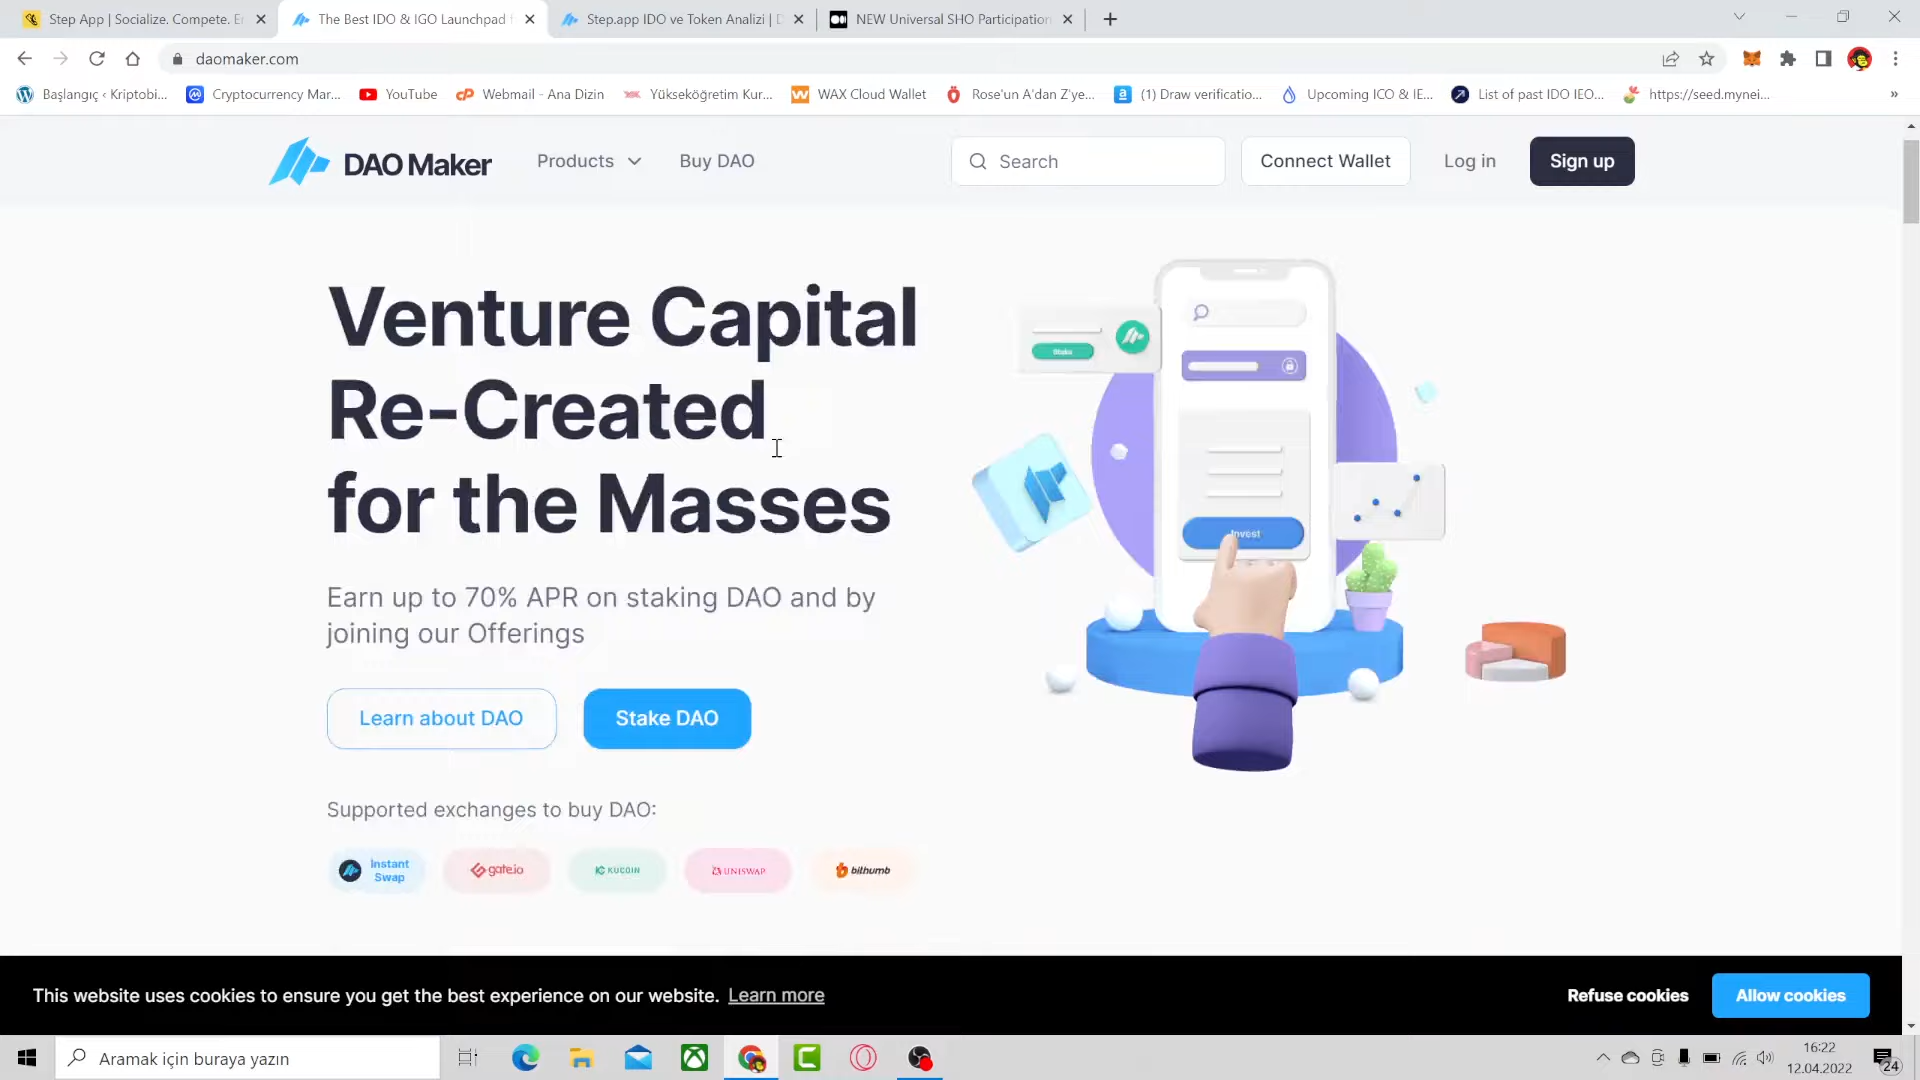 Step App | Socialize. Compete. E
The Best IDO & IGO Launchpad
Step.app IDO ve Token Analizi |
NEW Universal SHO Participation
daomaker.com
Başlangıç ‹ Kriptobi...
Cryptocurrency Mar...
YouTube
Webmail - Ana Dizin
Yükseköğretim Kur...
WAX Cloud Wallet
Rose'un A'dan Z'ye...
(1) Draw verificatio...
Upcoming ICO & IE...
List of past IDO IEO...
https://seed.mynei...
»
DAO Maker
Products
Buy DAO
Search
Connect Wallet
Log in
Sign up
Venture Capital
Re-Created
for the Masses
Stake
Invest
Earn up to 70% APR on staking DAO and by
joining our Offerings
Learn about DAO
Stake DAO
Supported exchanges to buy DAO:
Instant
Swap
gate.io
KUCOIN
UNISWAP
bithumb
This website uses cookies to ensure you get the best experience on our website. Learn more
Refuse cookies
Allow cookies
Aramak için buraya yazın
16:22
12.04.2022
24